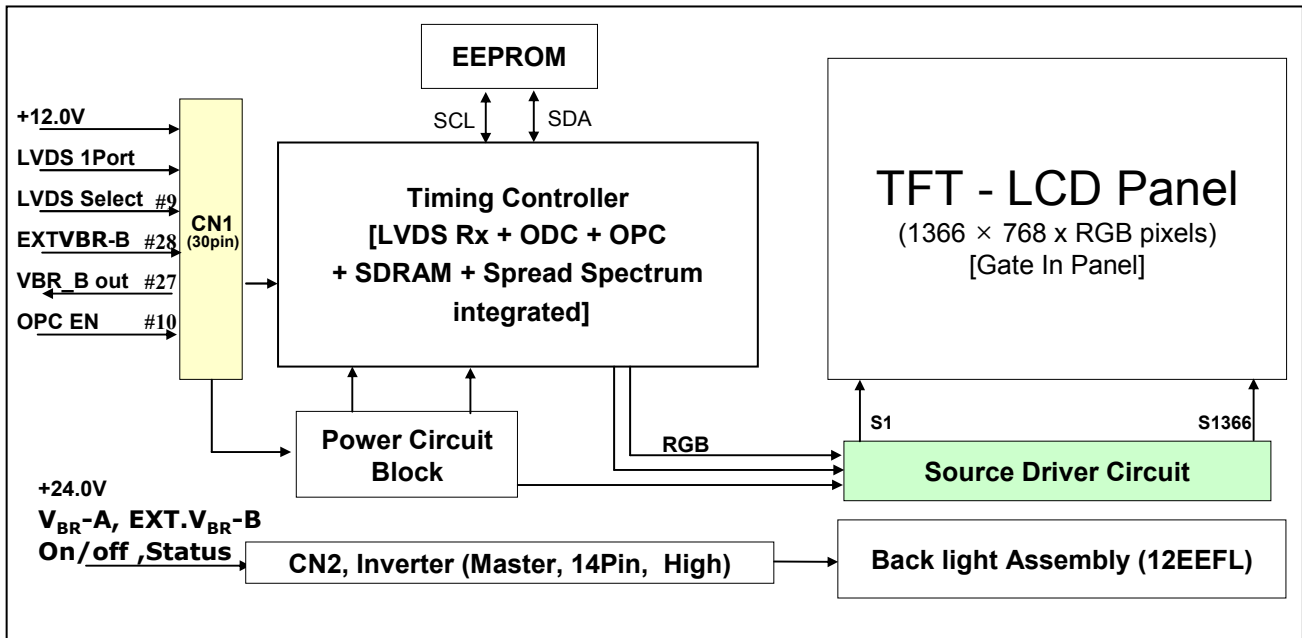 EEPROM
SCL
SDA
+12.0V
LVDS 1Port
LVDS Select #9
EXTVBR-B #28
VBR_B out #27
OPC EN #10
CN1
(30pin)
Timing Controller
[LVDS Rx + ODC + OPC
+ SDRAM + Spread Spectrum
integrated]
TFT - LCD Panel
(1366 × 768 x RGB pixels)
[Gate In Panel]
S1
S1366
Power Circuit
Block
RGB
Source Driver Circuit
+24.0V
VBR-A, EXT.VBR-B
On/off ,Status
CN2, Inverter (Master, 14Pin, High)
Back light Assembly (12EEFL)